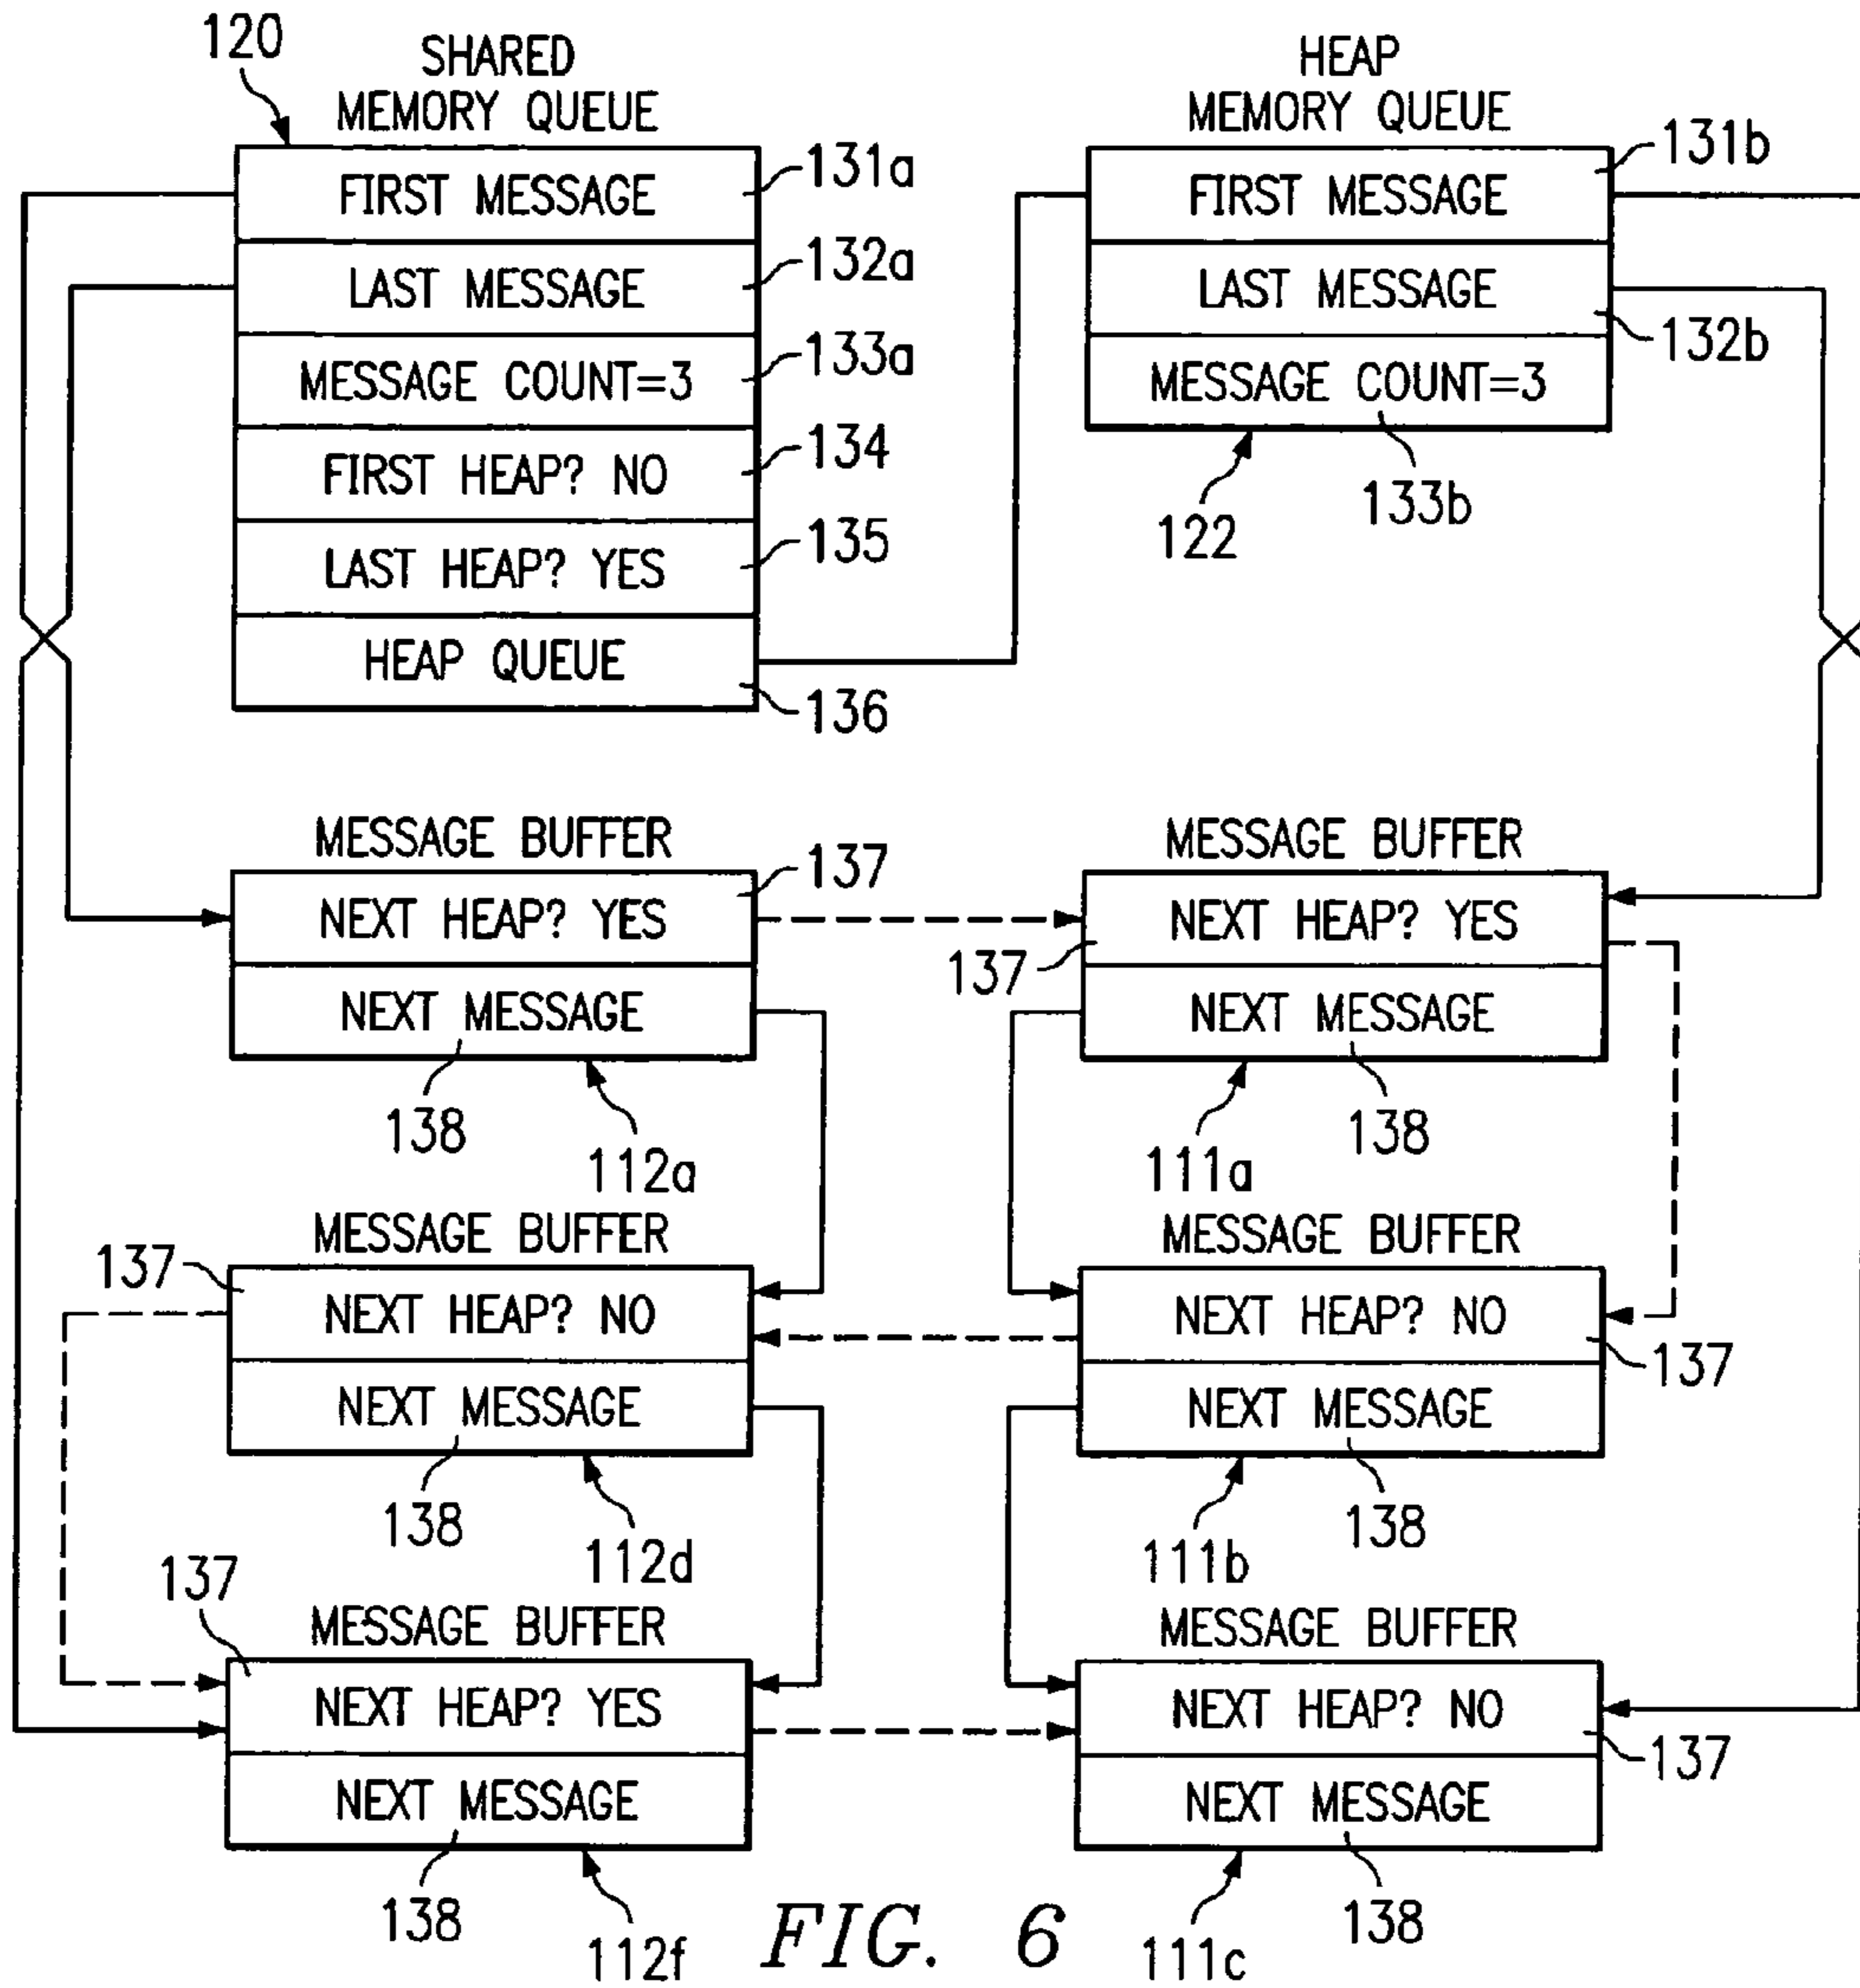 120
SHARED
MEMORY QUEUE
FIRST MESSAGE
131a
LAST MESSAGE
132a
MESSAGE COUNT=3
133a
FIRST HEAP? NO
134
LAST HEAP? YES
135
HEAP QUEUE
136
HEAP
MEMORY QUEUE
FIRST MESSAGE
131b
LAST MESSAGE
132b
MESSAGE COUNT=3
133b
122
MESSAGE BUFFER
137
NEXT HEAP? YES
NEXT MESSAGE
138
112a
MESSAGE BUFFER
NEXT HEAP? YES
137
NEXT MESSAGE
138
111a
MESSAGE BUFFER
137
NEXT HEAP? NO
NEXT MESSAGE
138
112d
MESSAGE BUFFER
NEXT HEAP? NO
137
NEXT MESSAGE
138
111b
MESSAGE BUFFER
137
NEXT HEAP? YES
NEXT MESSAGE
138
112f
MESSAGE BUFFER
NEXT HEAP? NO
137
NEXT MESSAGE
138
111c
FIG. 6